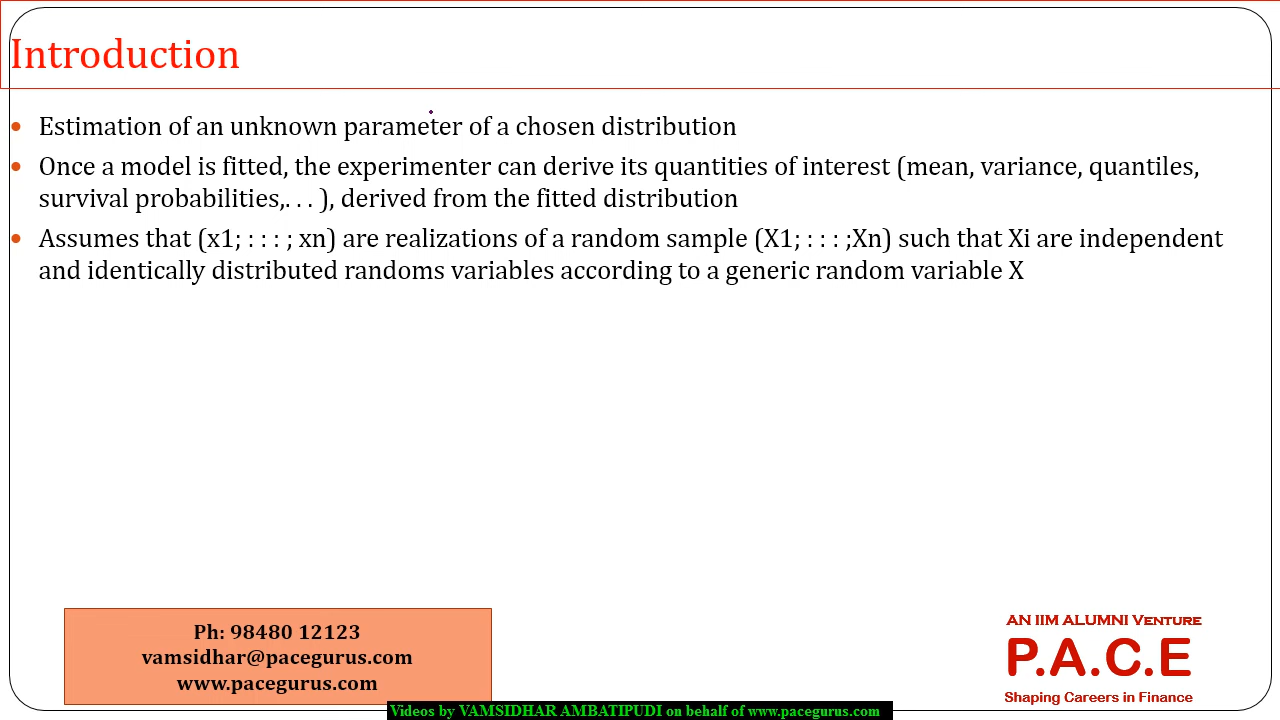 Introduction
Estimation of an unknown parameter of a chosen distribution
Once a model is fitted, the experimenter can derive its quantities of interest (mean, variance, quantiles,
survival probabilities,. . . ), derived from the fitted distribution
Assumes that (x1; : : : ; xn) are realizations of a random sample (X1; : : : ;Xn) such that Xi are independent
and identically distributed randoms variables according to a generic random variable X
Ph: 98480 12123
vamsidhar@pacegurus.com
www.pacegurus.com
AN IIM ALUMNI VENTURE
P.A.C.E
Shaping Careers in Finance
Videos by VAMSIDHAR AMBATIPUDI on behalf of www.pacegurus.com